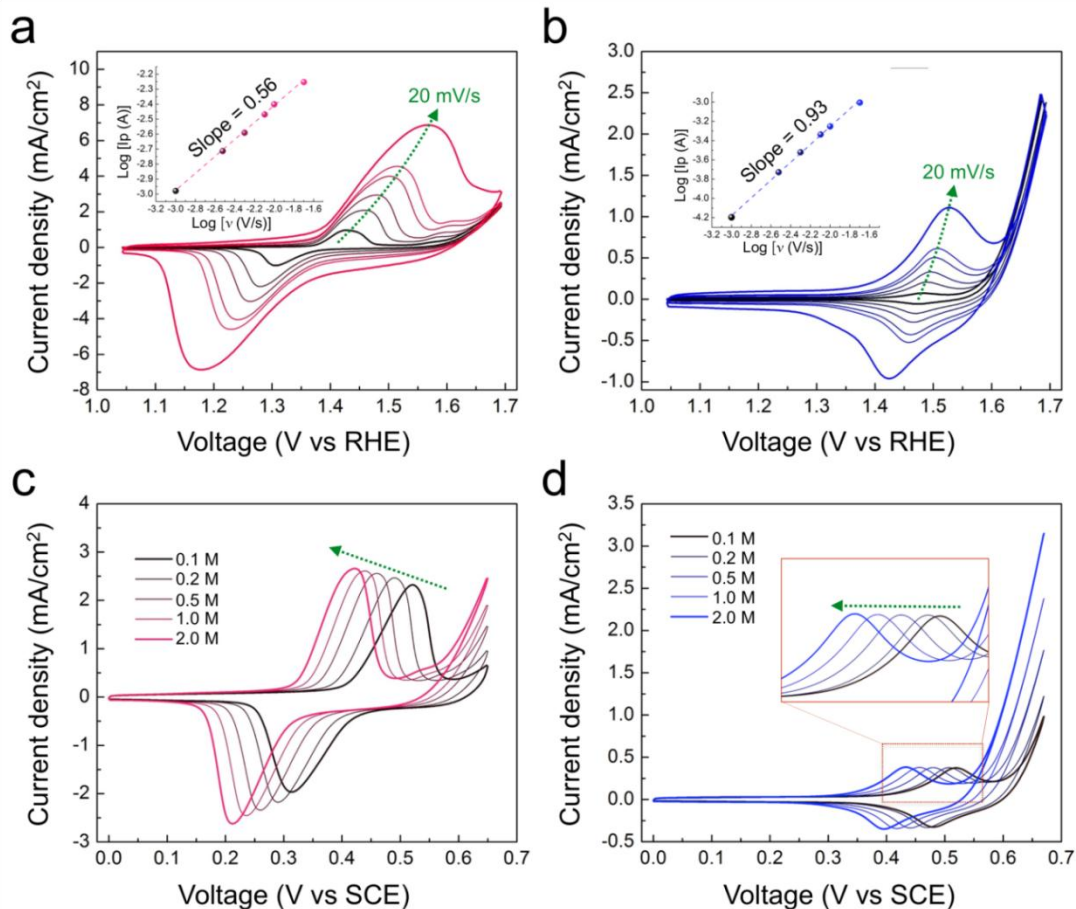 a
Current density (mA/cm²)
8
6
4
2
0
-2
-4
-6
-8
1.0 1.1 1.2 1.3 1.4 1.5 1.6 1.7
Voltage (V vs RHE)
20 mV/s
Slope = 0.56
Log [Ip (A)]
-2.2
-2.3
-2.4
-2.5
-2.6
-2.7
-2.8
-2.9
-3.0
-3.2 -3.0 -2.8 -2.6 -2.4 -2.2 -2.0 -1.8 -1.6
Log [ν (V/s)]
b
Current density (mA/cm²)
3.0
2.5
2.0
1.5
1.0
0.5
0.0
-0.5
-1.0
1.0 1.1 1.2 1.3 1.4 1.5 1.6 1.7
Voltage (V vs RHE)
20 mV/s
Slope = 0.93
Log [Ip (A)]
-3.0
-3.2
-3.4
-3.6
-3.8
-4.0
-4.2
-3.2 -3.0 -2.8 -2.6 -2.4 -2.2 -2.0 -1.8 -1.6
Log [ν (V/s)]
c
Current density (mA/cm²)
4
3
2
1
0
-1
-2
-3
0.0 0.1 0.2 0.3 0.4 0.5 0.6 0.7
Voltage (V vs SCE)
0.1 M
0.2 M
0.5 M
1.0 M
2.0 M
d
Current density (mA/cm²)
3.5
3.0
2.5
2.0
1.5
1.0
0.5
0.0
-0.5
0.0 0.1 0.2 0.3 0.4 0.5 0.6 0.7
Voltage (V vs SCE)
0.1 M
0.2 M
0.5 M
1.0 M
2.0 M